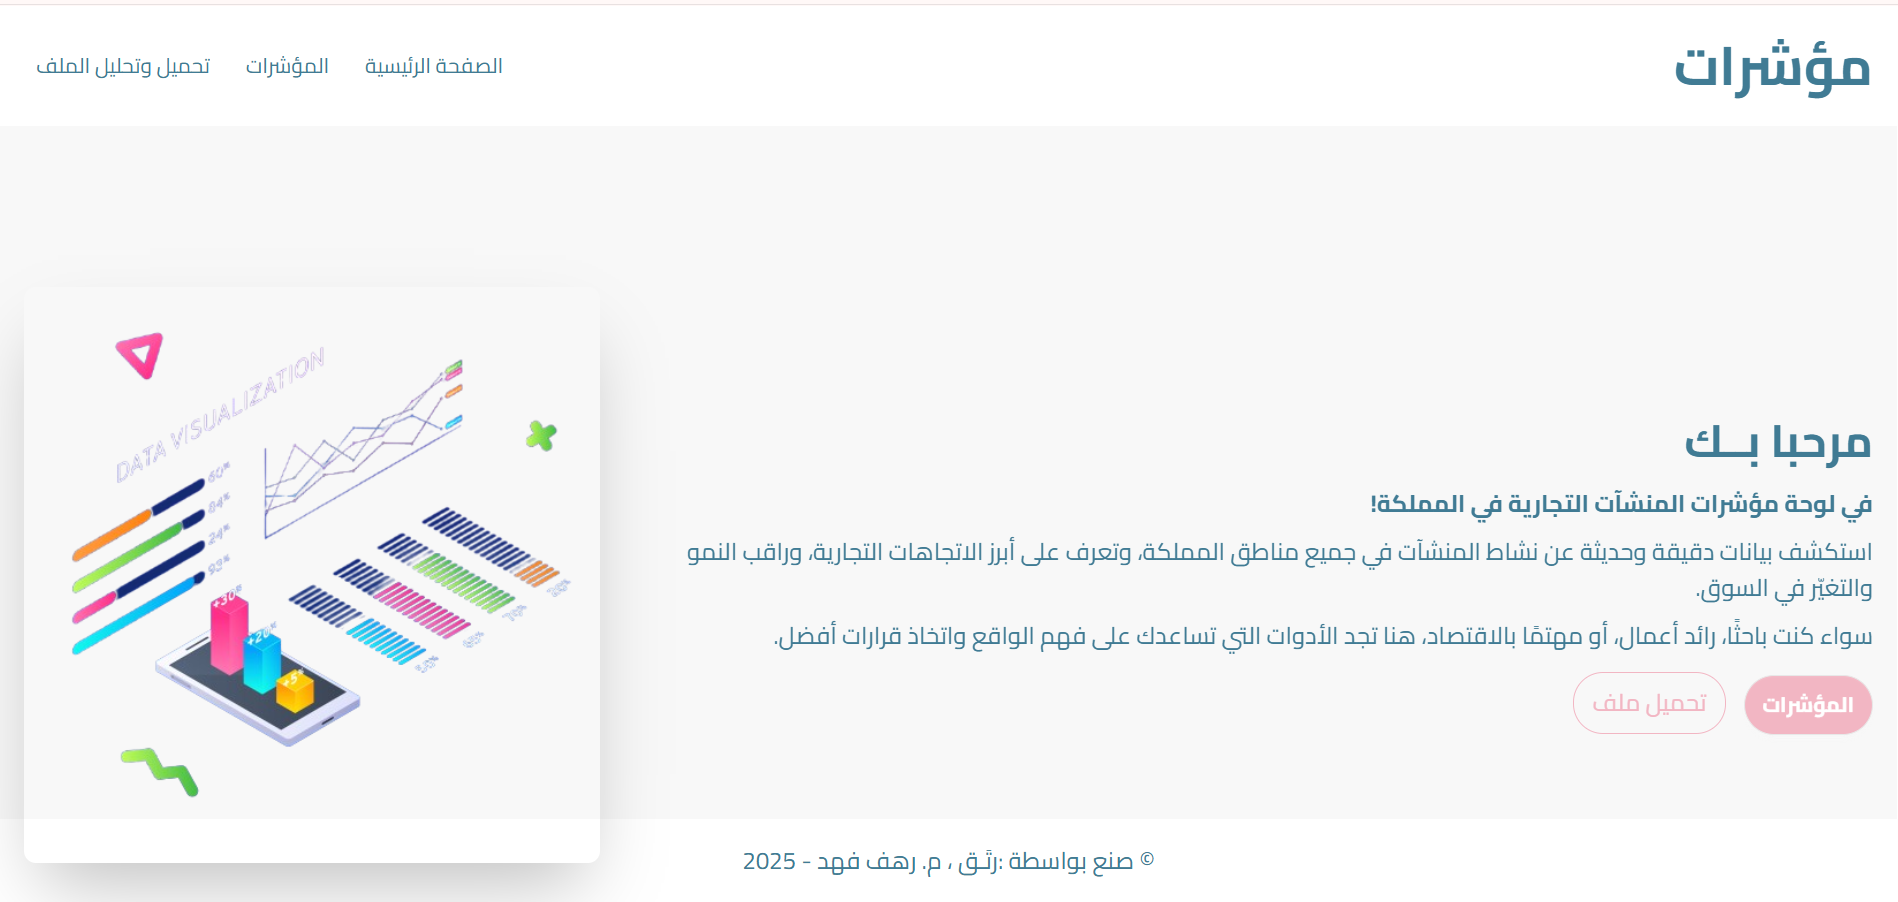 مؤشرات
الصفحة الرئيسية
المؤشرات
تحميل وتحليل الملف
مرحبا بــك
في لوحة مؤشرات المنشآت التجارية في المملكة!
استكشف بيانات دقيقة وحديثة عن نشاط المنشآت في جميع مناطق المملكة، وتعرف على أبرز الاتجاهات التجارية، وراقب النمو
والتغيّر في السوق.
سواء كنت باحثًا، رائد أعمال، أو مهتمًا بالاقتصاد، هنا تجد الأدوات التي تساعدك على فهم الواقع واتخاذ قرارات أفضل.
المؤشرات
تحميل ملف
DATA VISUALIZATION
60%
84%
24%
93%
+30%
+20%
+5%
© صنع بواسطة :رتَـق ، م. رهف فهد - 2025